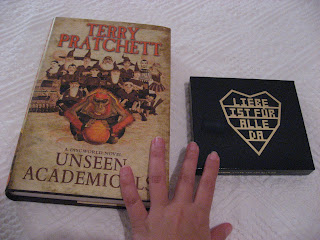 TERRY
PRATCHETT
A DISCWORLD NOVEL
UNSEEN
ACADEMICALS
LIEBE
IST FÜR
ALLE
DA